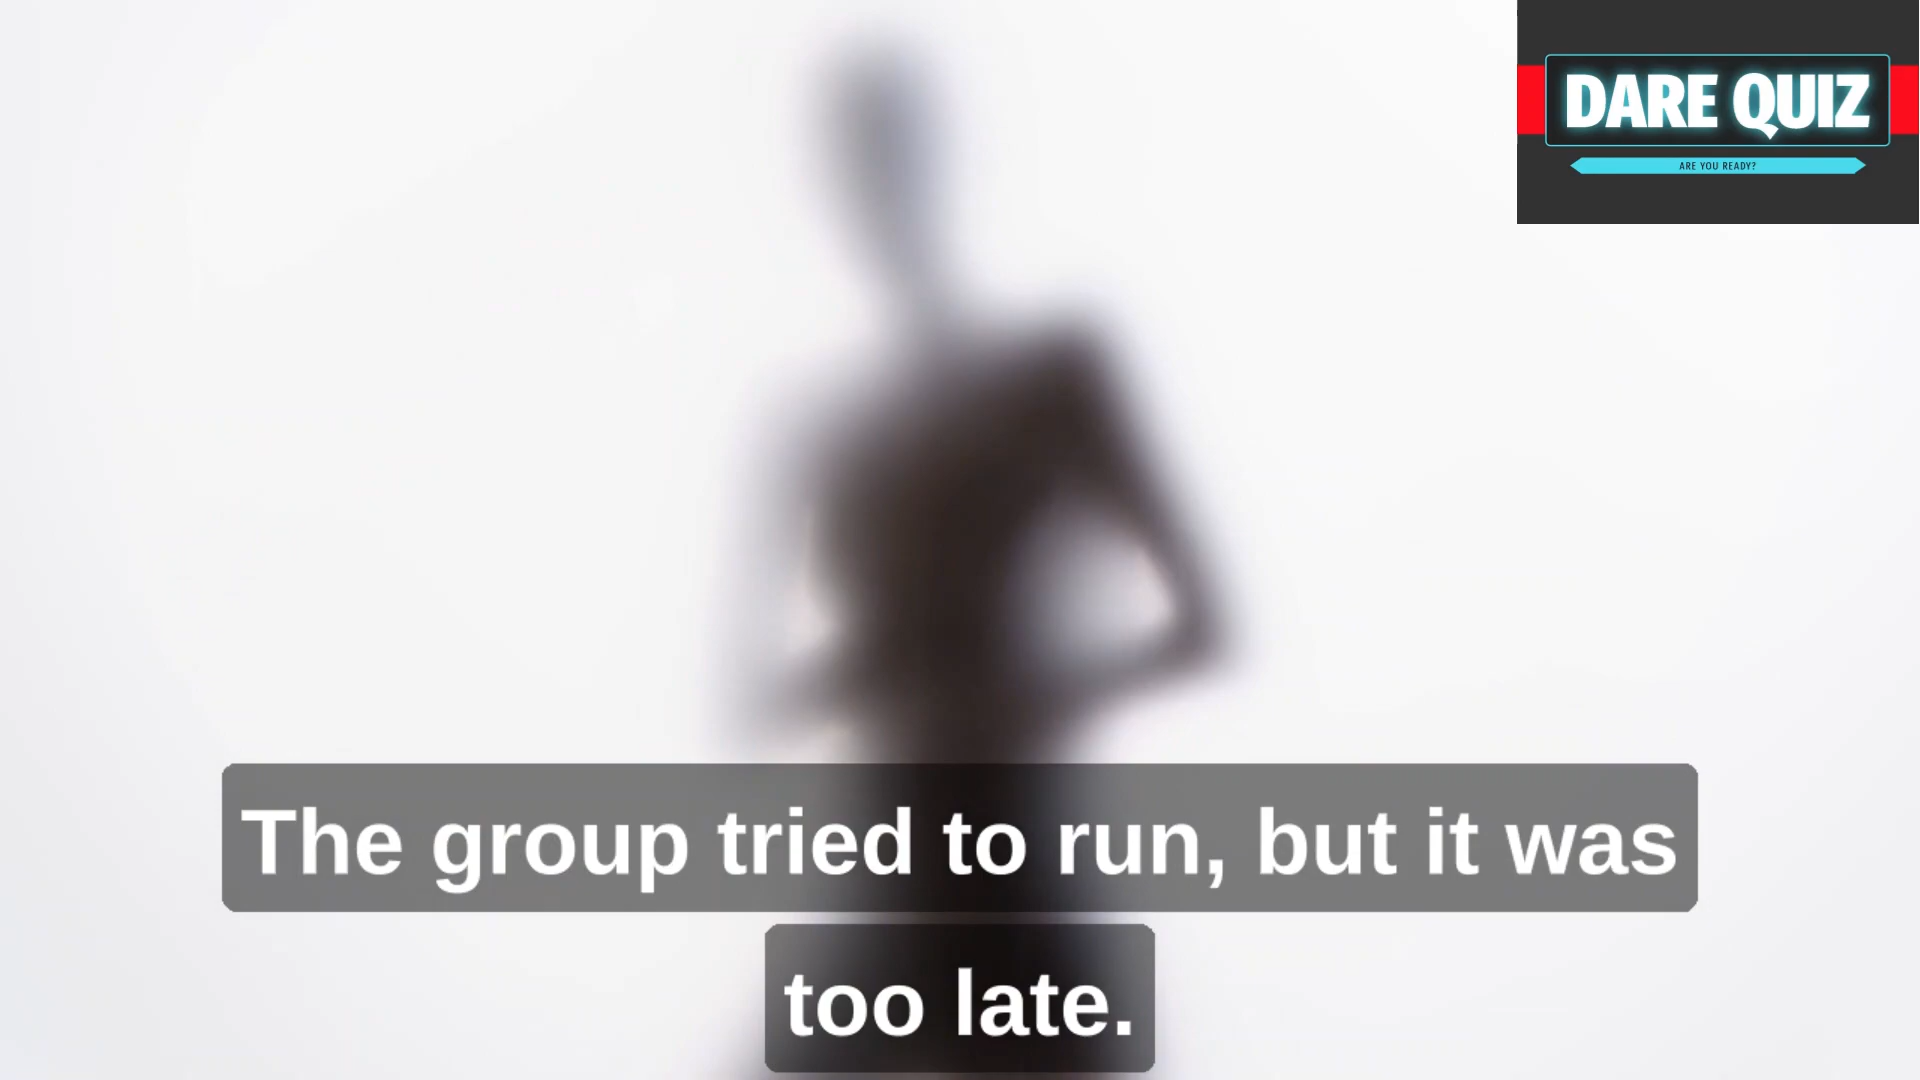 DARE QUIZ
ARE YOU READY?
The group tried to run, but it was
too late.